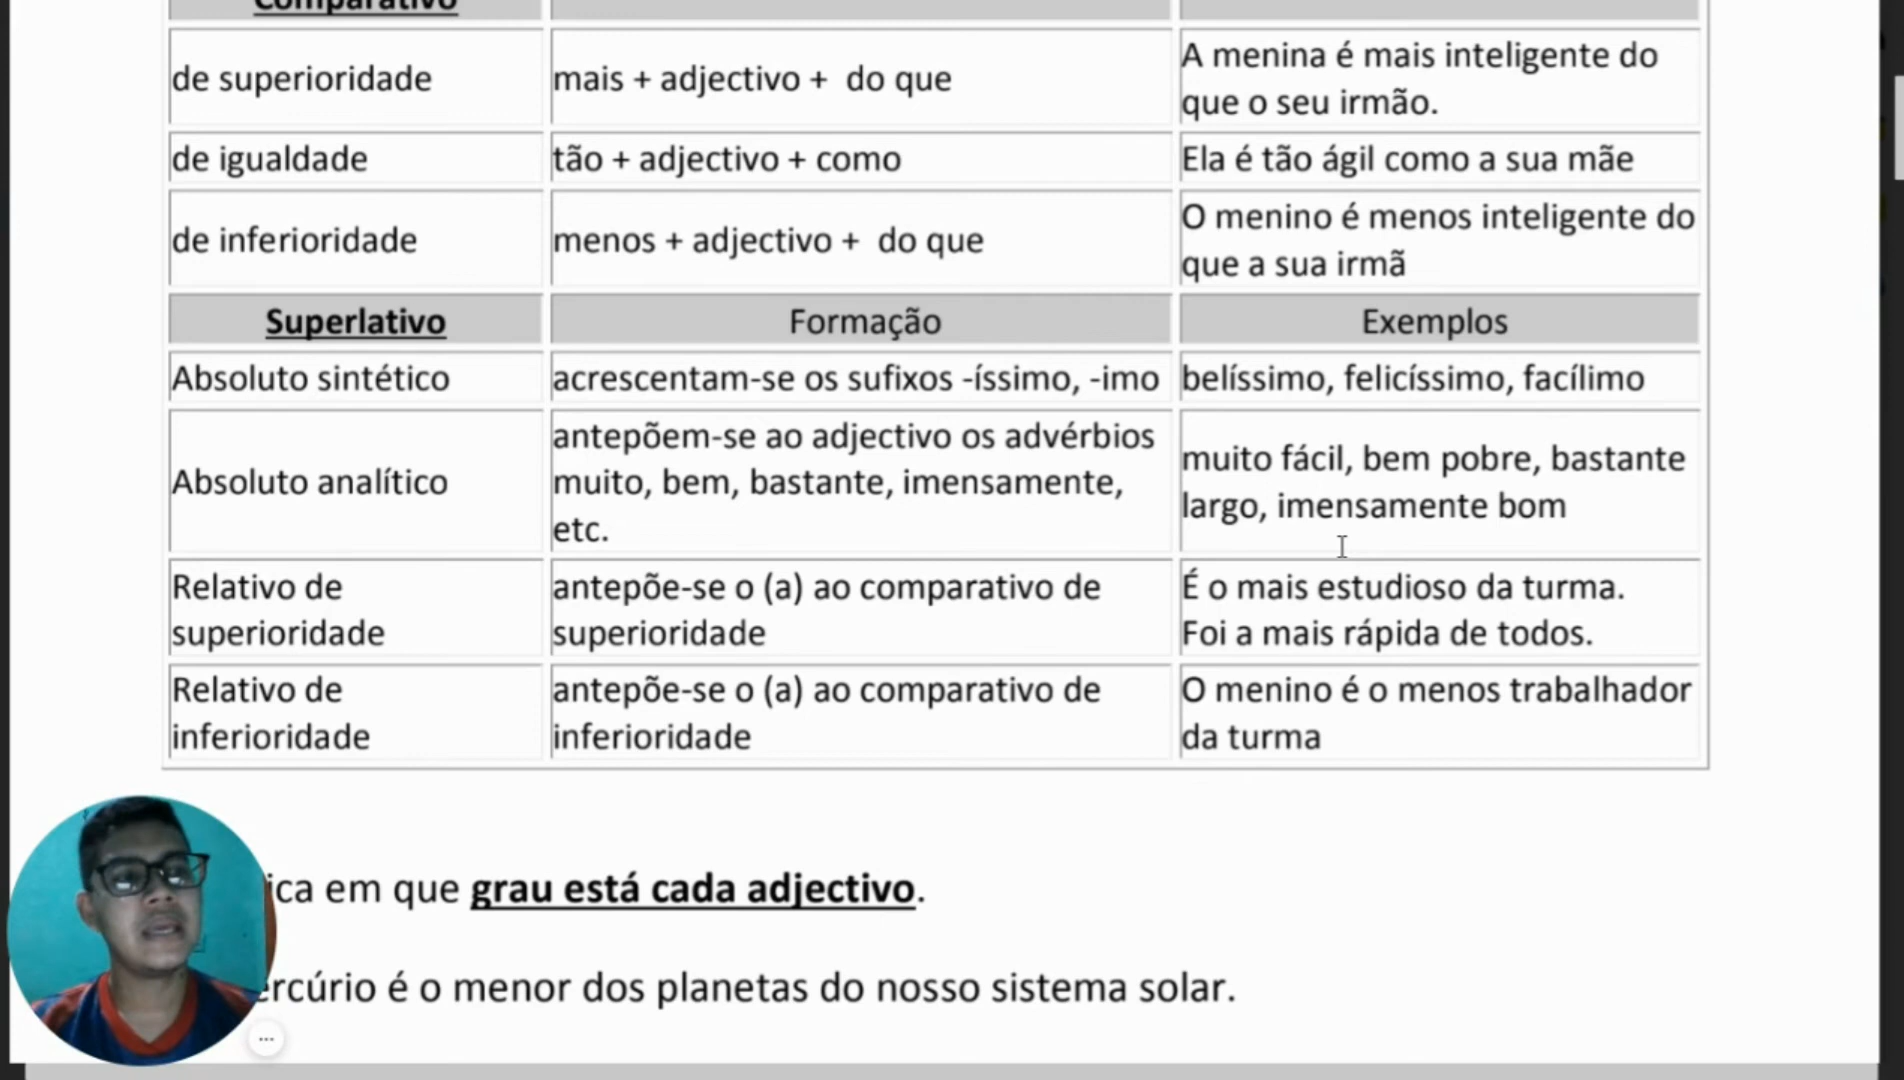 Comparativo
de superioridade
mais + adjectivo + do que
A menina é mais inteligente do
que o seu irmão.
de igualdade
tão + adjectivo + como
Ela é tão ágil como a sua mãe
de inferioridade
menos + adjectivo + do que
O menino é menos inteligente do
que a sua irmã
Superlativo
Formação
Exemplos
Absoluto sintético
acrescentam-se os sufixos -íssimo, -imo
belíssimo, felicíssimo, facílimo
Absoluto analítico
antepõem-se ao adjectivo os advérbios
muito, bem, bastante, imensamente,
etc.
muito fácil, bem pobre, bastante
largo, imensamente bom
Relativo de
superioridade
antepõe-se o (a) ao comparativo de
superioridade
É o mais estudioso da turma.
Foi a mais rápida de todos.
Relativo de
inferioridade
antepõe-se o (a) ao comparativo de
inferioridade
O menino é o menos trabalhador
da turma
ica em que grau está cada adjectivo.
ercúrio é o menor dos planetas do nosso sistema solar.